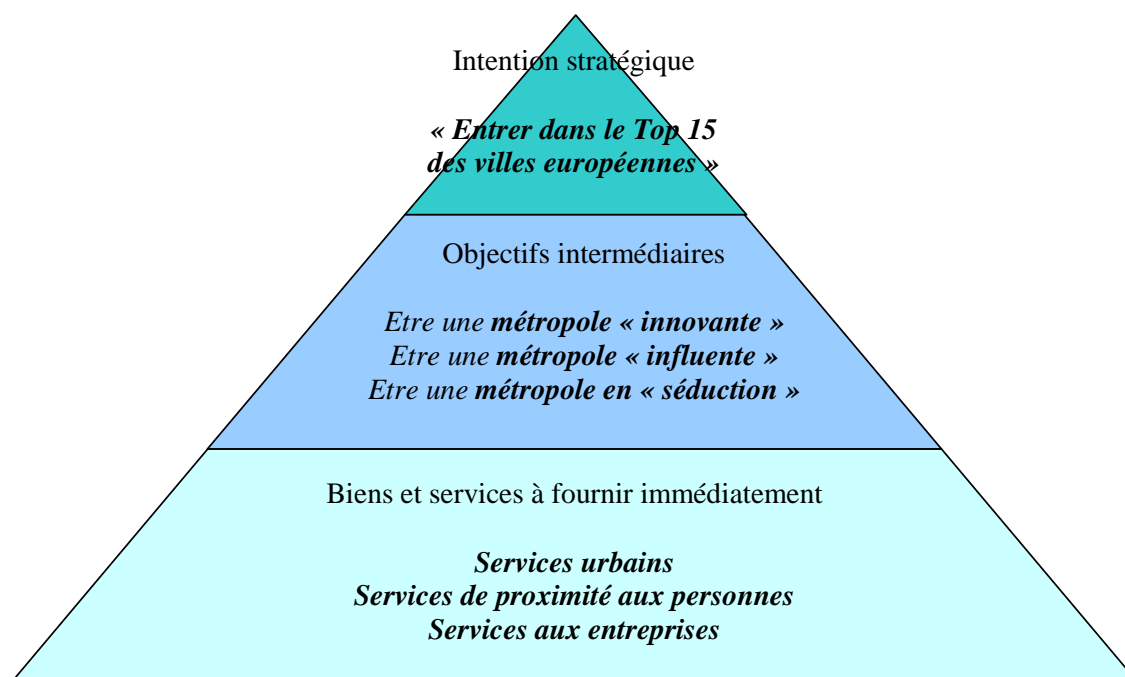 Intention stratégique
« Entrer dans le Top 15
des villes européennes »
Objectifs intermédiaires
Etre une métropole « innovante »
Etre une métropole « influente »
Etre une métropole en « séduction »
Biens et services à fournir immédiatement
Services urbains
Services de proximité aux personnes
Services aux entreprises